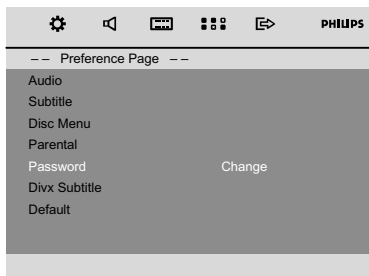 PHILIPS
-- Preference Page --
Audio
Subtitle
Disc Menu
Parental
Password Change
Divx Subtitle
Default